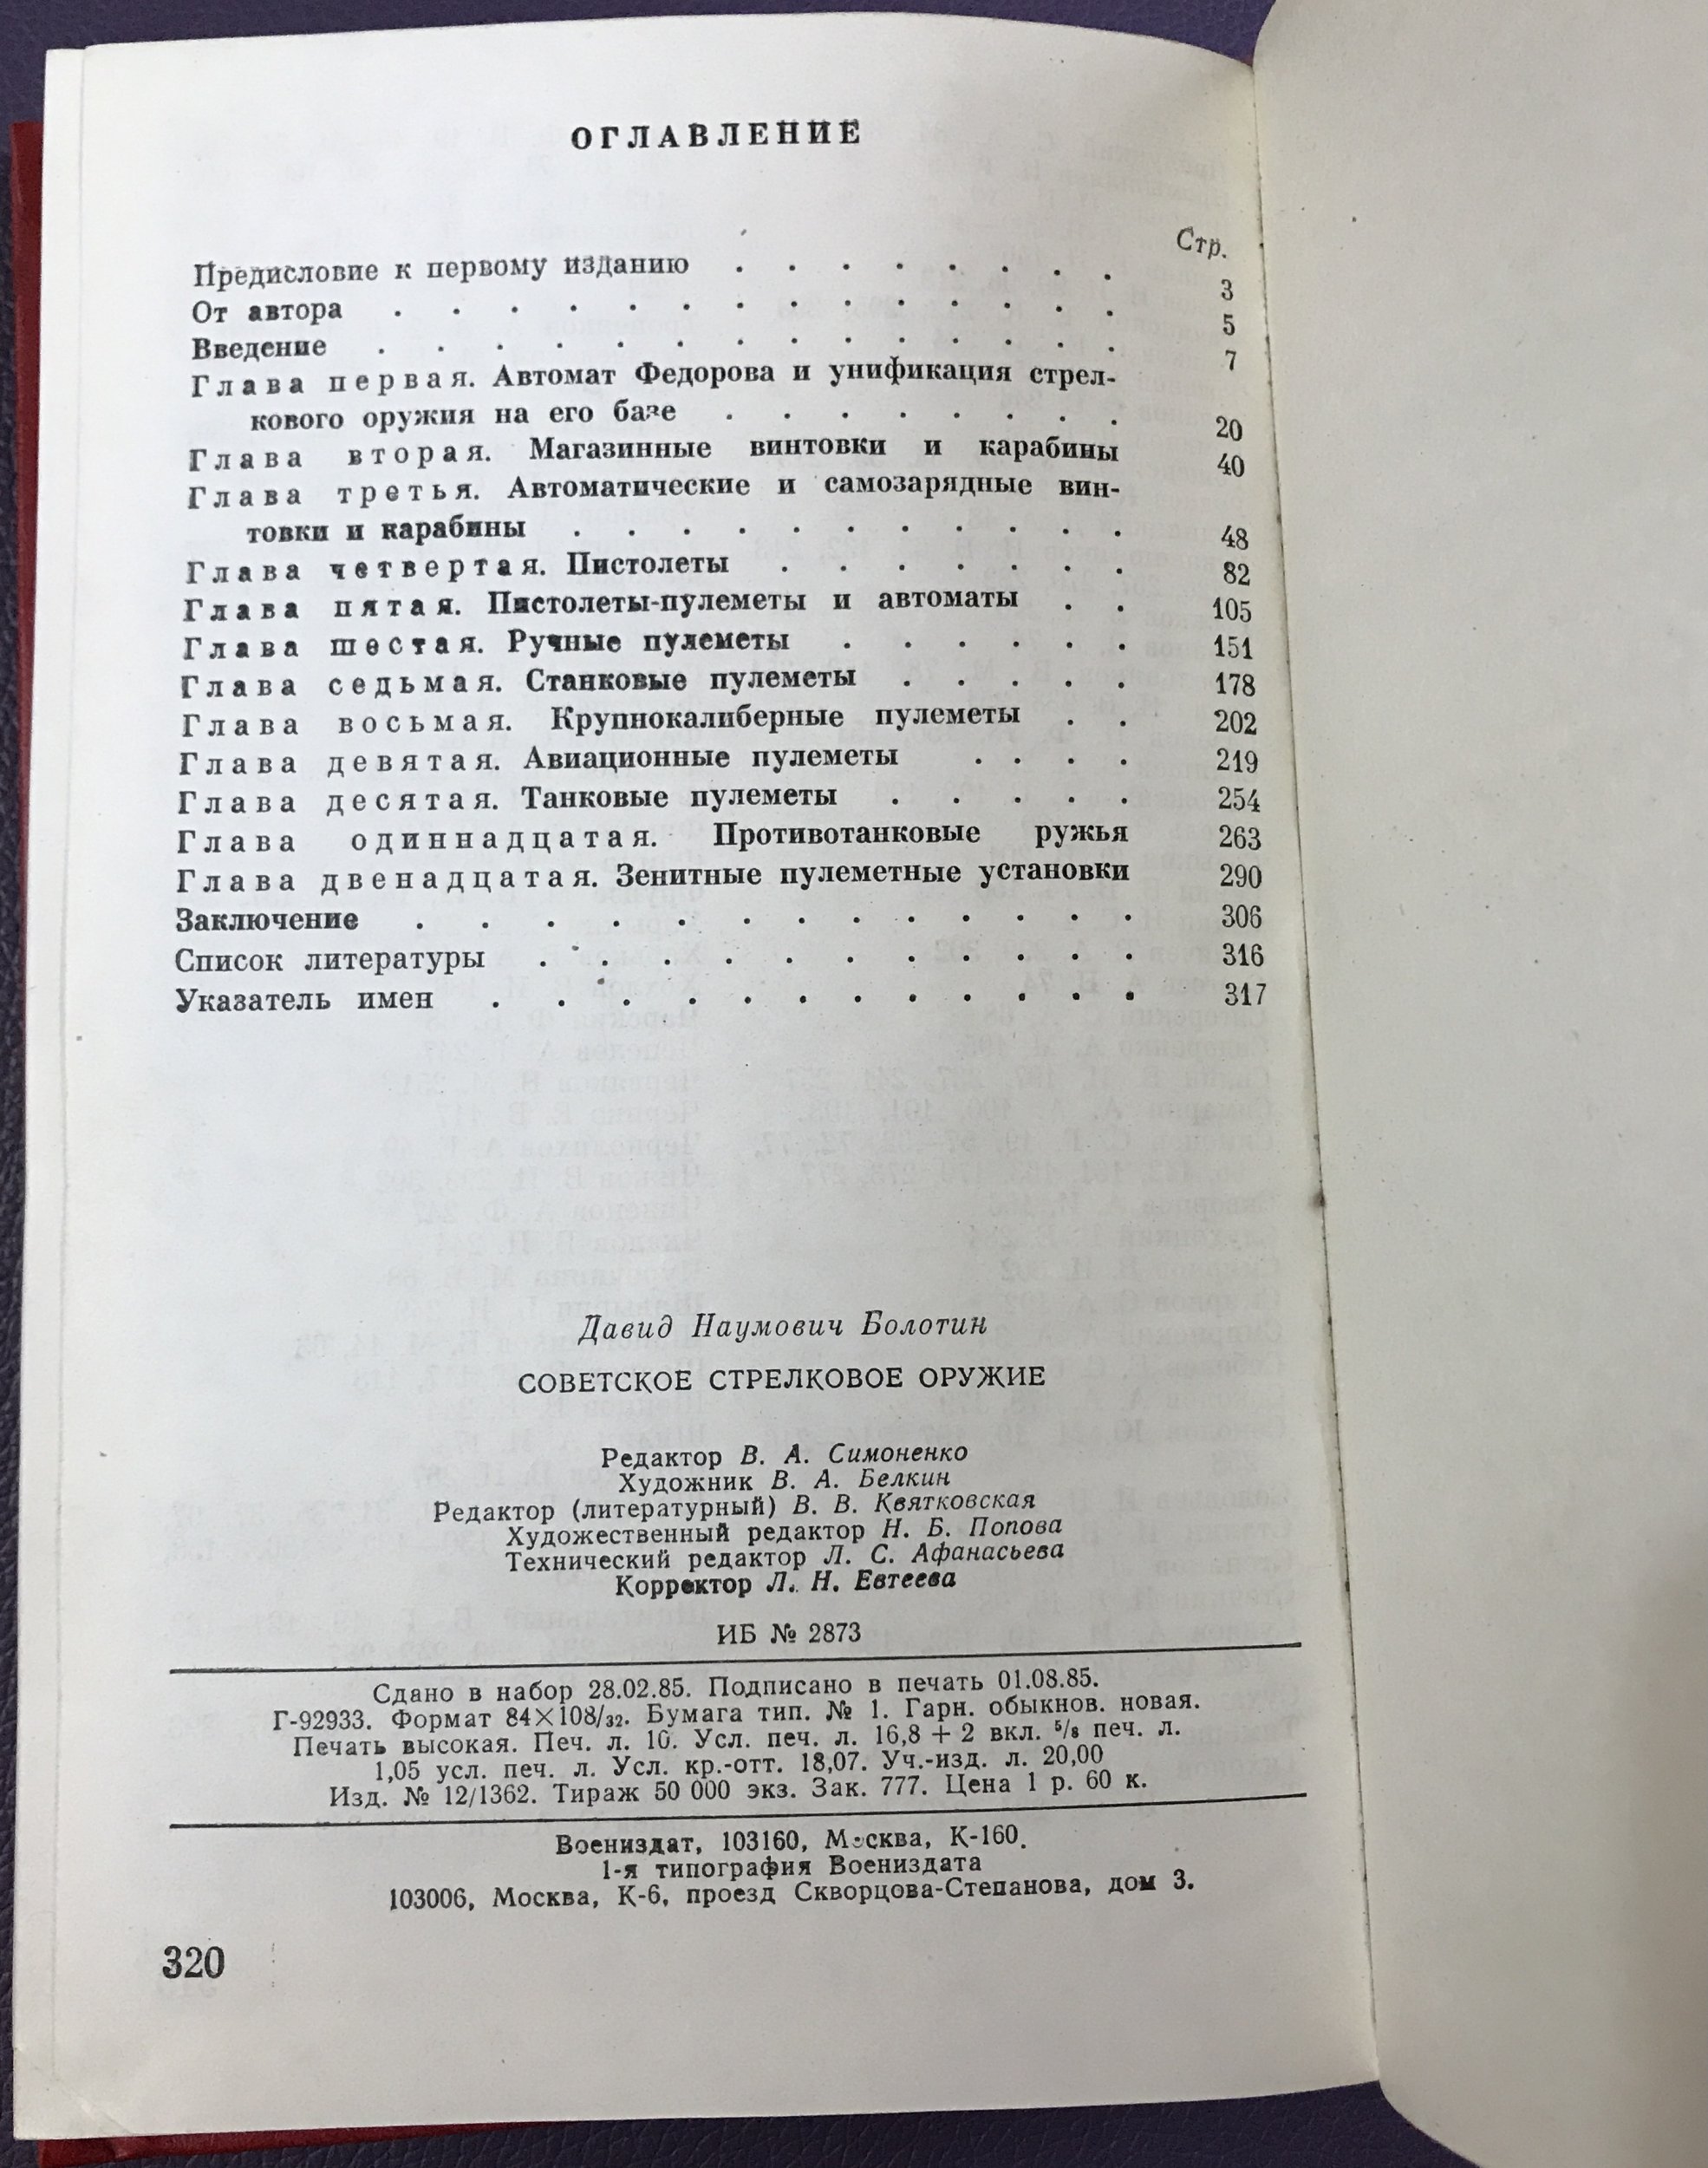 ОГЛАВЛЕНИЕ
Стр.
Предисловие к первому изданию . . . . . . . . 3
От автора . . . . . . . . . . . . . 5
Введение . . . . . . . . . . . . . 7
Глава первая. Автомат Федорова и унификация стрел-
кового оружия на его базе . . . . . . . . 20
Глава вторая. Магазинные винтовки и карабины 40
Глава третья. Автоматические и самозарядные вин-
товки и карабины . . . . . . . . . . . 48
Глава четвертая. Пистолеты . . . . . . . 82
Глава пятая. Пистолеты-пулеметы и автоматы . . 105
Глава шестая. Ручные пулеметы . . . . . . 151
Глава седьмая. Станковые пулеметы . . . . . 178
Глава восьмая. Крупнокалиберные пулеметы . . 202
Глава девятая. Авиационные пулеметы . . . . 219
Глава десятая. Танковые пулеметы . . . . . 254
Глава одиннадцатая. Противотанковые ружья 263
Глава двенадцатая. Зенитные пулеметные установки 290
Заключение . . . . . . . . . . . . 306
Список литературы . . . . . . . . . . 316
Указатель имен . . . . . . . . . . . 317
Давид Наумович Болотин
СОВЕТСКОЕ СТРЕЛКОВОЕ ОРУЖИЕ
Редактор В. А. Симоненко
Художник В. А. Белкин
Редактор (литературный) В. В. Квятковская
Художественный редактор Н. Б. Попова
Технический редактор Л. С. Афанасьева
Корректор Л. Н. Евтеева
ИБ № 2873
Сдано в набор 28.02.85. Подписано в печать 01.08.85.
Г-92933. Формат 84×108/32. Бумага тип. № 1. Гарн. обыкнов. новая.
Печать высокая. Печ. л. 10. Усл. печ. л. 16,8 + 2 вкл. 5/8 печ. л.
1,05 усл. печ. л. Усл. кр.-отт. 18,07. Уч.-изд. л. 20,00
Изд. № 12/1362. Тираж 50 000 экз. Зак. 777. Цена 1 р. 60 к.
Воениздат, 103160, Москва, К-160.
1-я типография Воениздата
103006, Москва, К-6, проезд Скворцова-Степанова, дом 3.
320